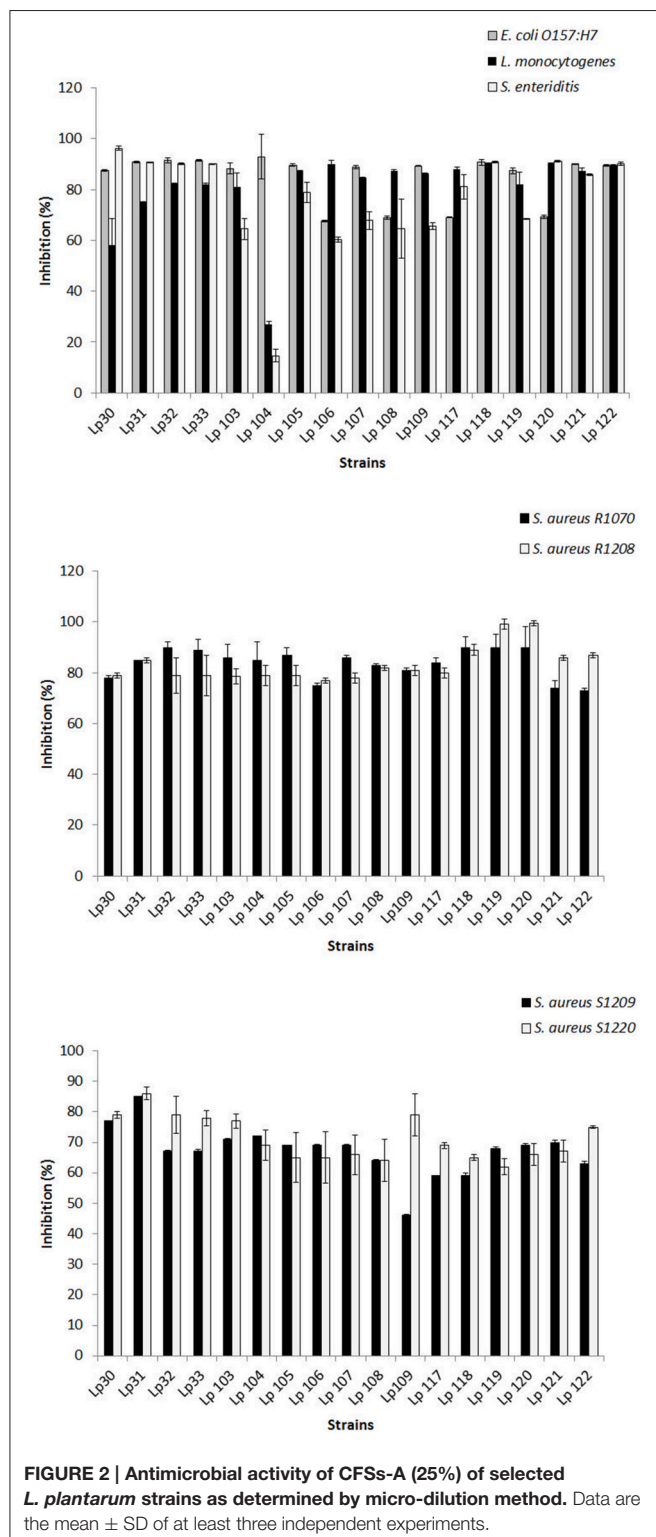 E. coli O157:H7
L. monocytogenes
S. enteriditis
120
100
80
60
40
20
0
Inhibition (%)
Lp30 Lp31 Lp32 Lp33 Lp 103 Lp 104 Lp 105 Lp 106 Lp 107 Lp 108 Lp109 Lp 117 Lp 118 Lp 119 Lp 120 Lp 121 Lp 122
Strains
S. aureus R1070
S. aureus R1208
120
100
80
60
40
20
0
Inhibition (%)
Lp30 Lp31 Lp32 Lp33 Lp 103 Lp 104 Lp 105 Lp 106 Lp 107 Lp 108 Lp109 Lp 117 Lp 118 Lp 119 Lp 120 Lp 121 Lp 122
Strains
S. aureus S1209
S. aureus S1220
100
90
80
70
60
50
40
30
20
10
0
Inhibition (%)
Lp30 Lp31 Lp32 Lp33 Lp 103 Lp 104 Lp 105 Lp 106 Lp 107 Lp 108 Lp109 Lp 117 Lp 118 Lp 119 Lp 120 Lp 121 Lp 122
Strains
FIGURE 2 | Antimicrobial activity of CFSs-A (25%) of selected
L. plantarum strains as determined by micro-dilution method. Data are
the mean ± SD of at least three independent experiments.